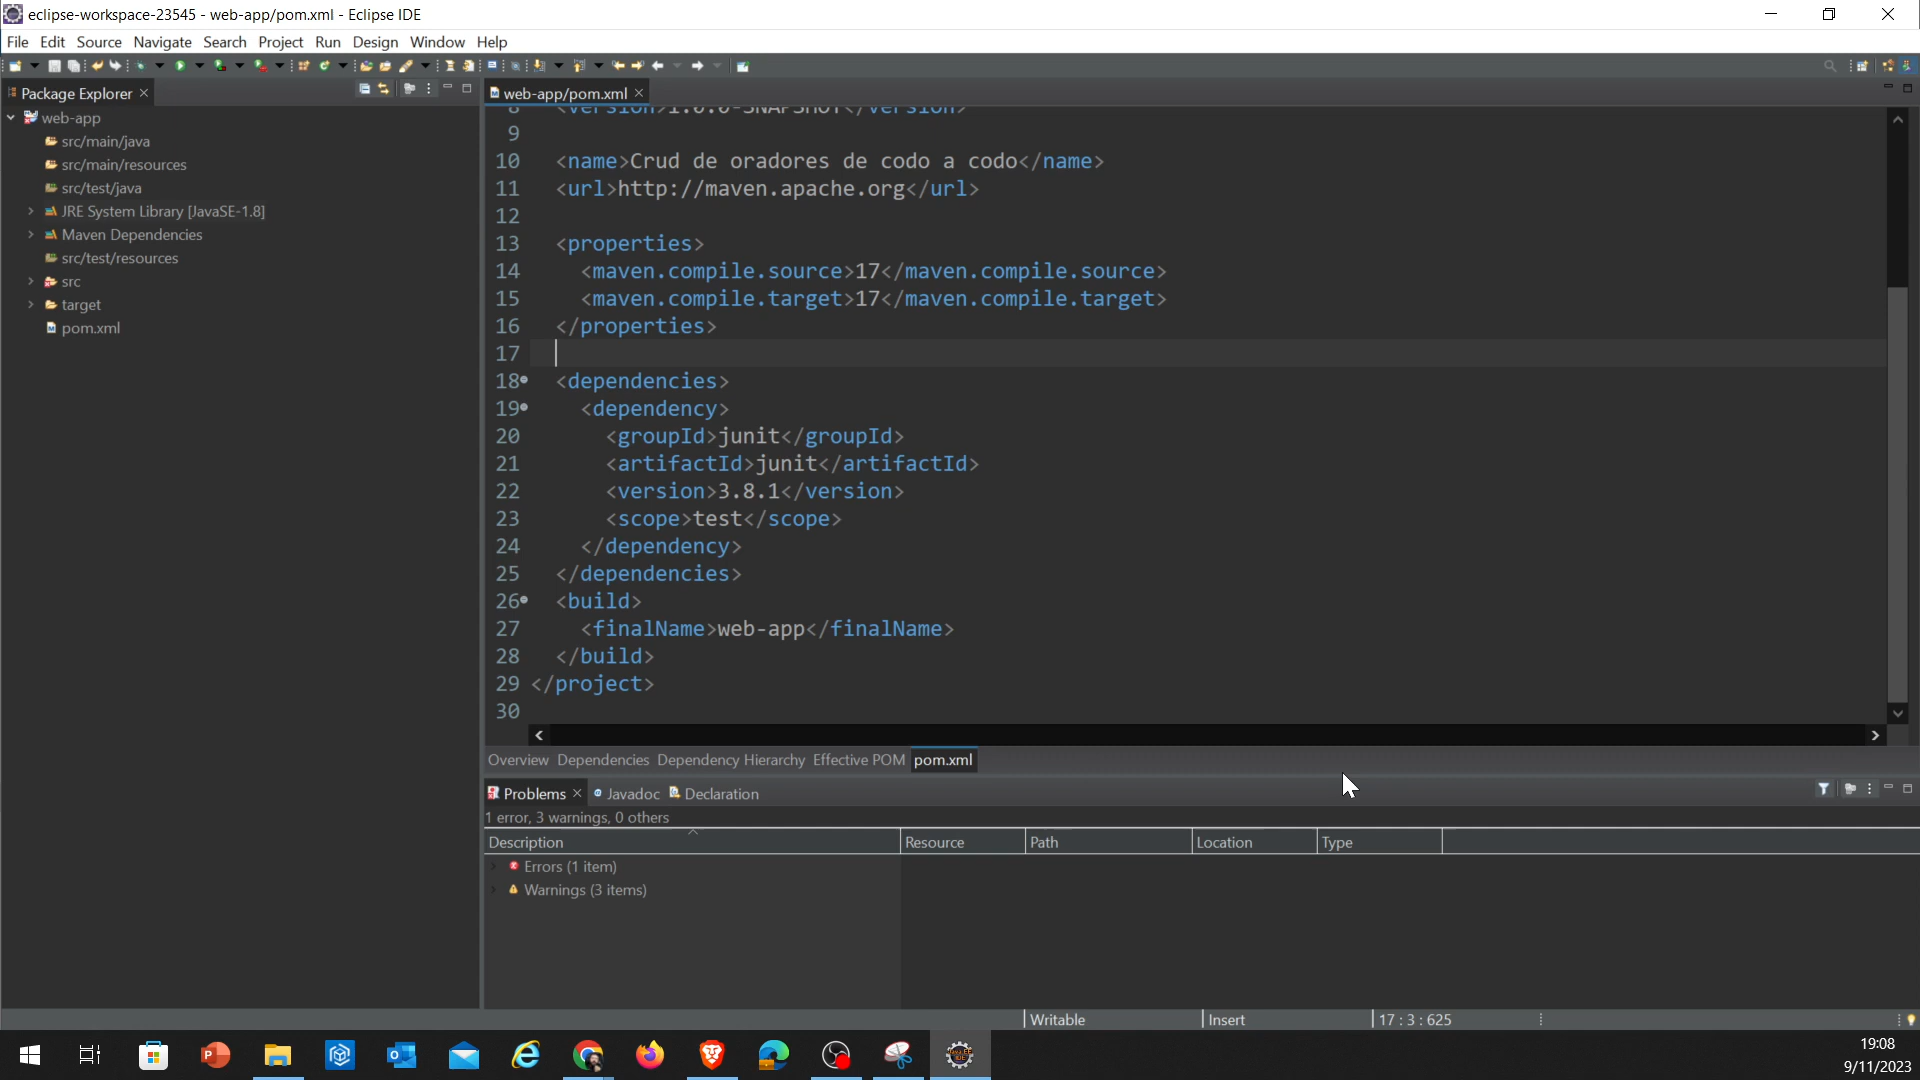 eclipse-workspace-23545 - web-app/pom.xml - Eclipse IDE
File Edit Source Navigate Search Project Run Design Window Help
Package Explorer
web-app
src/main/java
src/main/resources
src/test/java
JRE System Library [JavaSE-1.8]
Maven Dependencies
src/test/resources
src
target
pom.xml
web-app/pom.xml
8 <version>1.0.0-SNAPSHOT</version>
9
10 <name>Crud de oradores de codo a codo</name>
11 <url>http://maven.apache.org</url>
12
13 <properties>
14 <maven.compile.source>17</maven.compile.source>
15 <maven.compile.target>17</maven.compile.target>
16 </properties>
17
18 <dependencies>
19 <dependency>
20 <groupId>junit</groupId>
21 <artifactId>junit</artifactId>
22 <version>3.8.1</version>
23 <scope>test</scope>
24 </dependency>
25 </dependencies>
26 <build>
27 <finalName>web-app</finalName>
28 </build>
29 </project>
30
Overview Dependencies Dependency Hierarchy Effective POM pom.xml
Problems Javadoc Declaration
1 error, 3 warnings, 0 others
Description Resource Path Location Type
Errors (1 item)
Warnings (3 items)
Writable Insert 17 : 3 : 625
19:08
9/11/2023